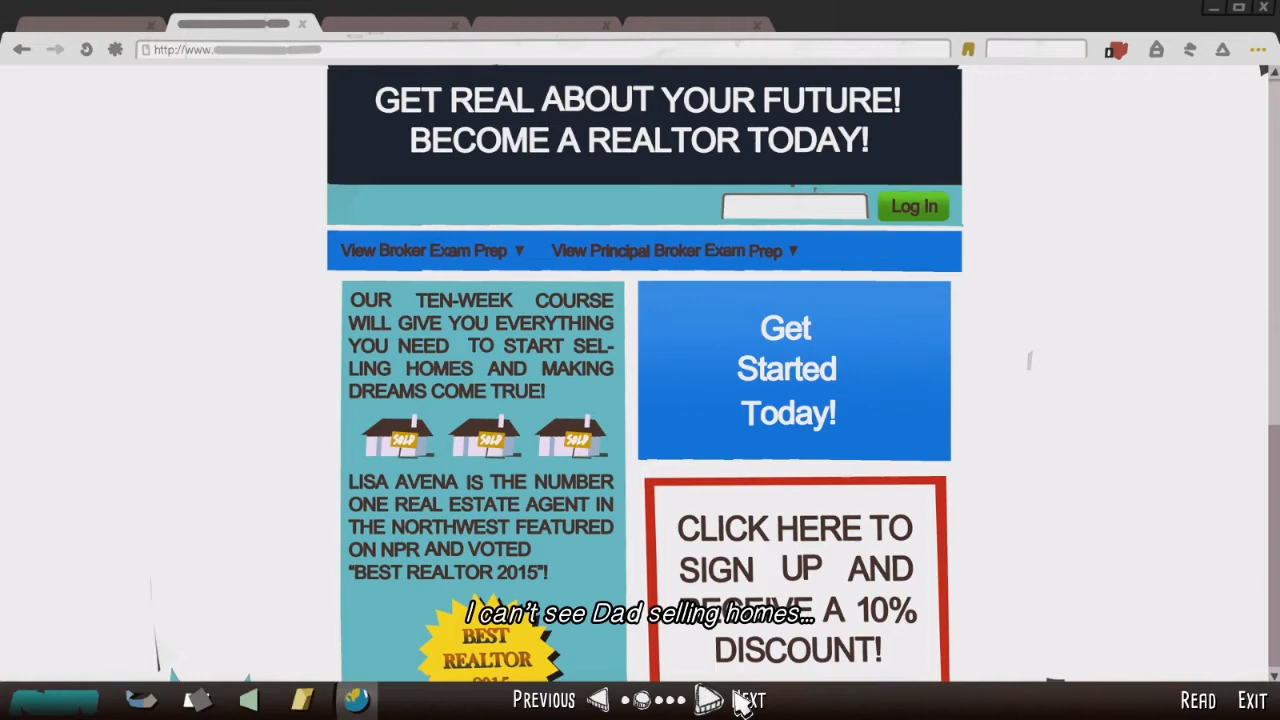 http://www.
GET REAL ABOUT YOUR FUTURE!
BECOME A REALTOR TODAY!
Log In
View Broker Exam Prep ▼ View Principal Broker Exam Prep ▼
OUR TEN-WEEK COURSE
WILL GIVE YOU EVERYTHING
YOU NEED TO START SEL-
LING HOMES AND MAKING
DREAMS COME TRUE!
SOLD SOLD SOLD
LISA AVENA IS THE NUMBER
ONE REAL ESTATE AGENT IN
THE NORTHWEST FEATURED
ON NPR AND VOTED
"BEST REALTOR 2015"!
BEST
REALTOR
2015
Get
Started
Today!
CLICK HERE TO
SIGN UP AND
RECEIVE A 10%
DISCOUNT!
I can't see Dad selling homes...
PREVIOUS NEXT
READ EXIT